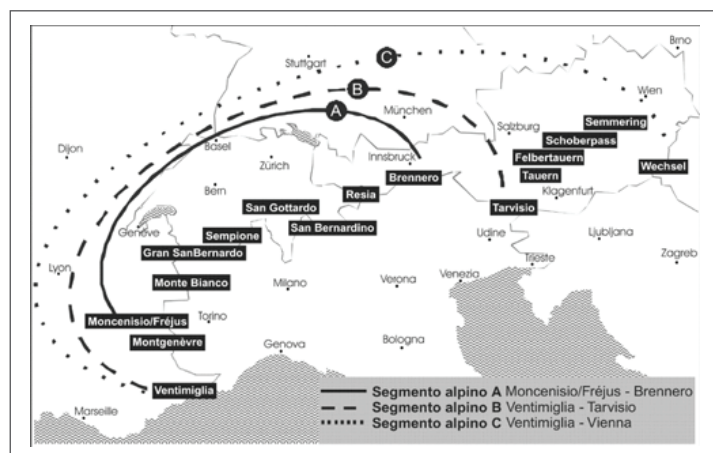 Brno
Stuttgart
C
Wien
B
München
A
Salzburg
Semmering
Schoberpass
Dijon
Basel
Zürich
Innsbruck
Felbertauern
Wechsel
Brennero
Tauern
Bern
Resia
Klagenfurt
San Gottardo
Tarvisio
Genève
Sempione
San Bernardino
Udine
Ljubljana
Gran SanBernardo
Trieste
Zagreb
Lyon
Monte Bianco
Milano
Verona
Venezia
Moncenisio/Fréjus
Torino
Montgenèvre
Genova
Bologna
Ventimiglia
Marseille
Segmento alpino A Moncenisio/Fréjus - Brennero
Segmento alpino B Ventimiglia - Tarvisio
Segmento alpino C Ventimiglia - Vienna